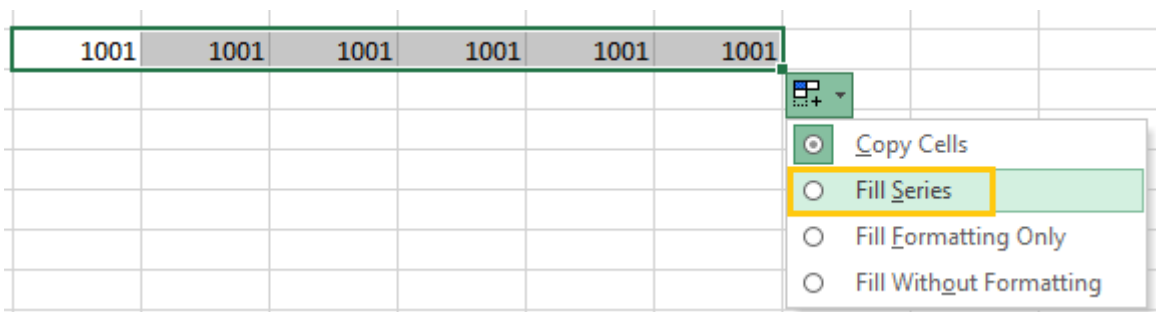 1001 1001 1001 1001 1001 1001
Copy Cells
Fill Series
Fill Formatting Only
Fill Without Formatting